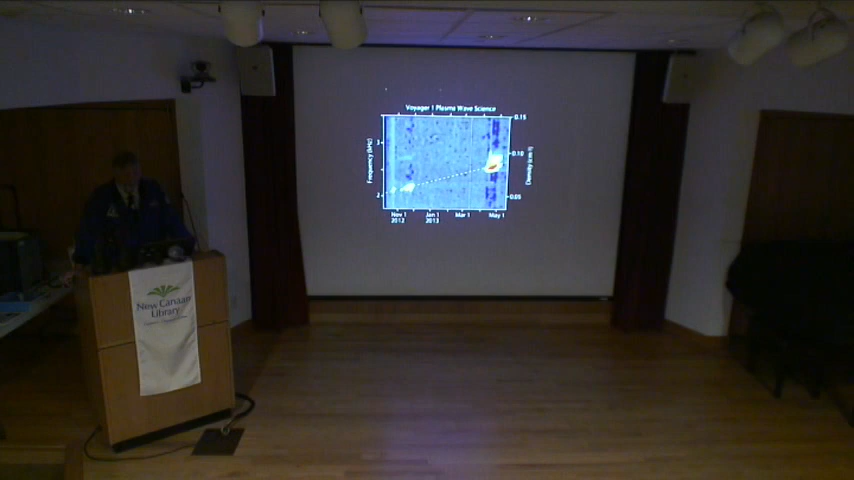 Voyager 1 Plasma Wave Science
0.15
3
Frequency (kHz)
0.10
Density (cm
2
0.05
Nov 1
Jan 1
Mar 1
May 1
2012
2013
New Canaan
Library